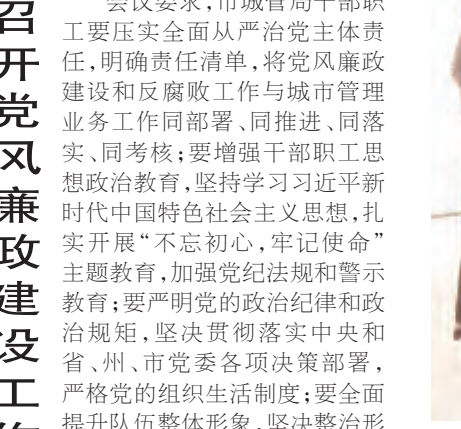 召开党风廉政建设工作
会议要求，市城管局干部职
工要压实全面从严治党主体责
任，明确责任清单，将党风廉政
建设和反腐败工作与城市管理
业务工作同部署、同推进、同落
实、同考核；要增强干部职工思
想政治教育，坚持学习习近平新
时代中国特色社会主义思想，扎
实开展“不忘初心，牢记使命”
主题教育，加强党纪法规和警示
教育；要严明党的政治纪律和政
治规矩，坚决贯彻落实中央和
省、州、市党委各项决策部署，
严格党的组织生活制度；要全面
提升队伍整体形象，坚决整治形